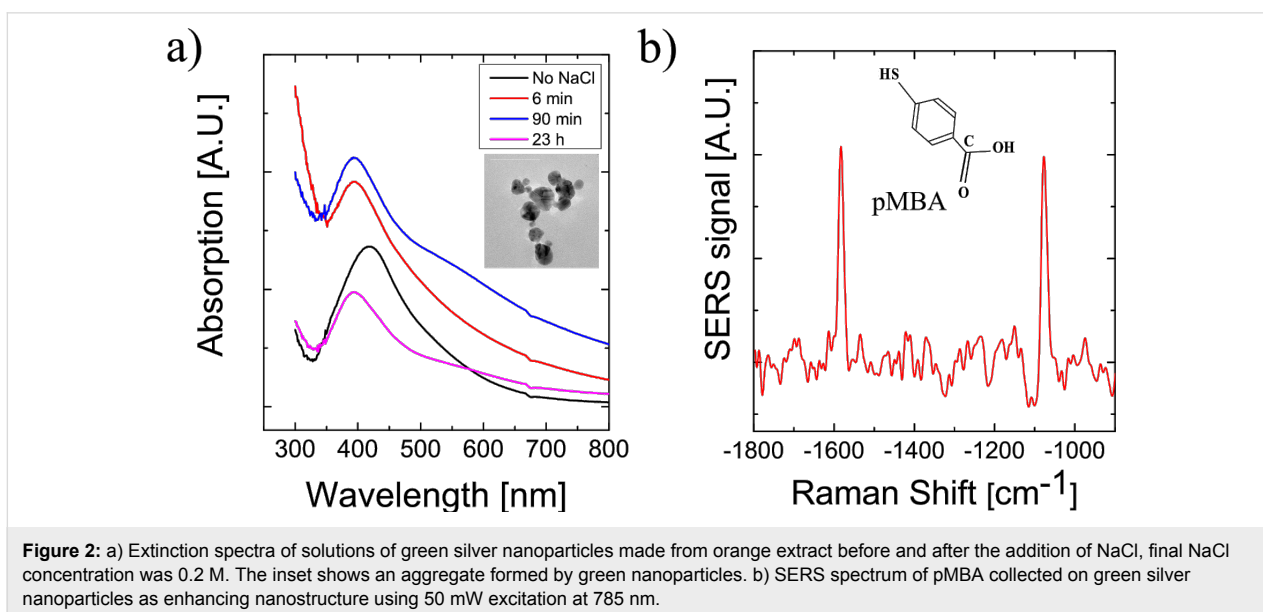 a)
Absorption [A.U.]
No NaCl
6 min
90 min
23 h
300 400 500 600 700 800
Wavelength [nm]
b)
SERS signal [A.U.]
HS
C
OH
O
pMBA
-1800 -1600 -1400 -1200 -1000
Raman Shift [cm-1]
Figure 2: a) Extinction spectra of solutions of green silver nanoparticles made from orange extract before and after the addition of NaCl, final NaCl
concentration was 0.2 M. The inset shows an aggregate formed by green nanoparticles. b) SERS spectrum of pMBA collected on green silver
nanoparticles as enhancing nanostructure using 50 mW excitation at 785 nm.